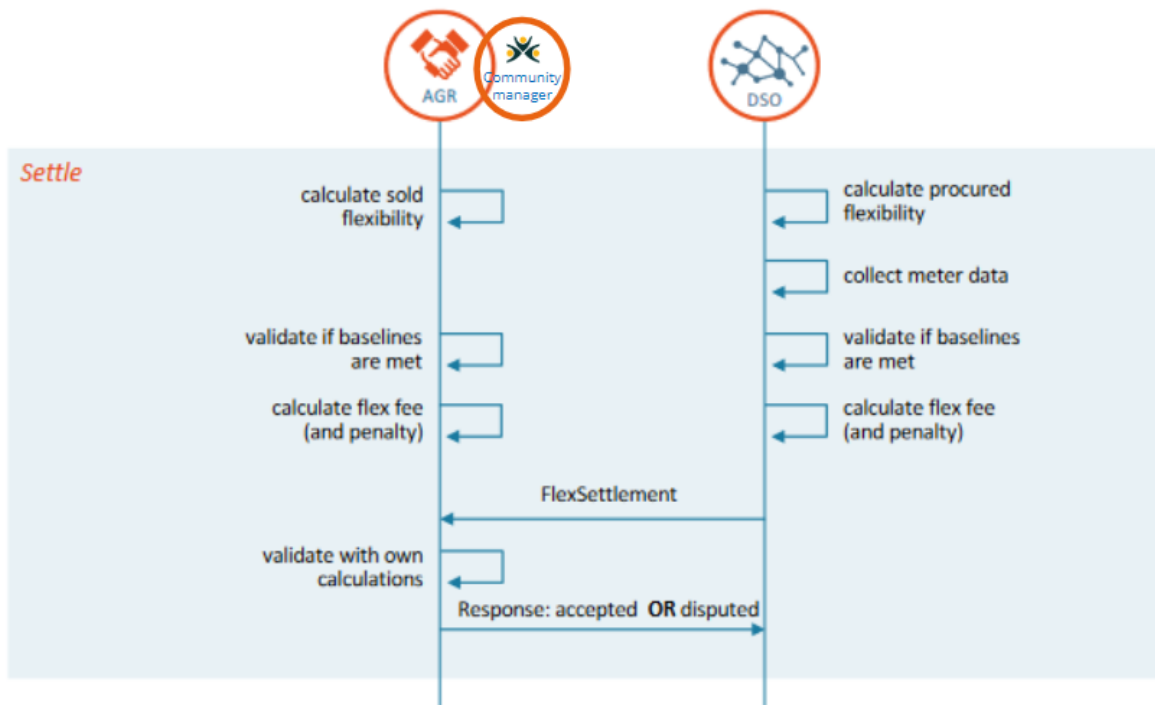 Community
manager
AGR
DSO
Settle
calculate sold
flexibility
calculate procured
flexibility
collect meter data
validate if baselines
are met
validate if baselines
are met
calculate flex fee
(and penalty)
calculate flex fee
(and penalty)
FlexSettlement
validate with own
calculations
Response: accepted OR disputed